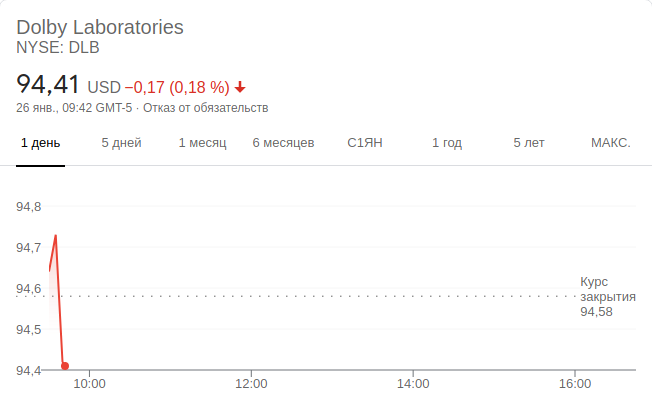 Dolby Laboratories
NYSE: DLB
94,41 USD −0,17 (0,18 %)
26 янв., 09:42 GMT-5 · Отказ от обязательств
1 день 5 дней 1 месяц 6 месяцев С1ЯН 1 год 5 лет МАКС.
94,8
94,7
94,6
94,5
94,4
Курс
закрытия
94,58
10:00 12:00 14:00 16:00